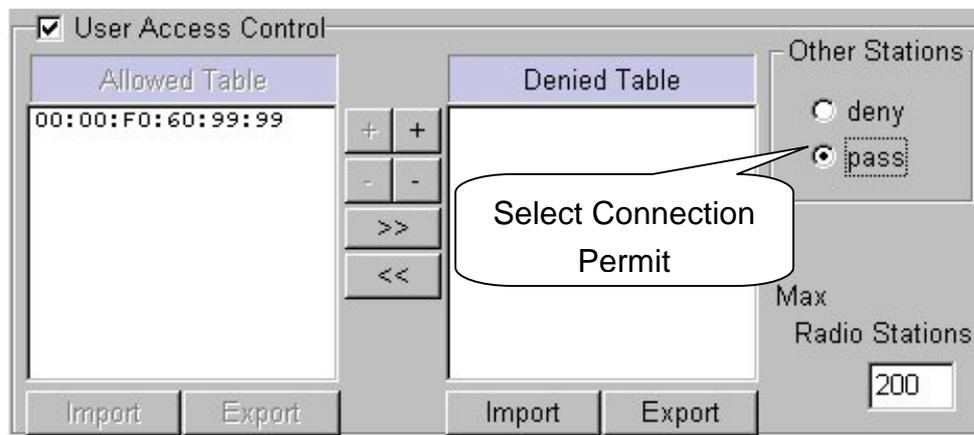 User Access Control
Allowed Table
Denied Table
Other Stations
00:00:F0:60:99:99
+ +
- -
>>
<<
deny
pass
Select Connection
Permit
Max
Radio Stations
200
Import Export
Import Export